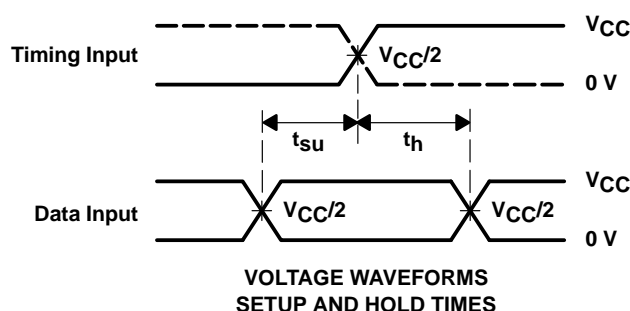 VCC
Timing Input
VCC/2
0 V
tsu
th
VCC
Data Input
VCC/2
VCC/2
0 V
VOLTAGE WAVEFORMS
SETUP AND HOLD TIMES